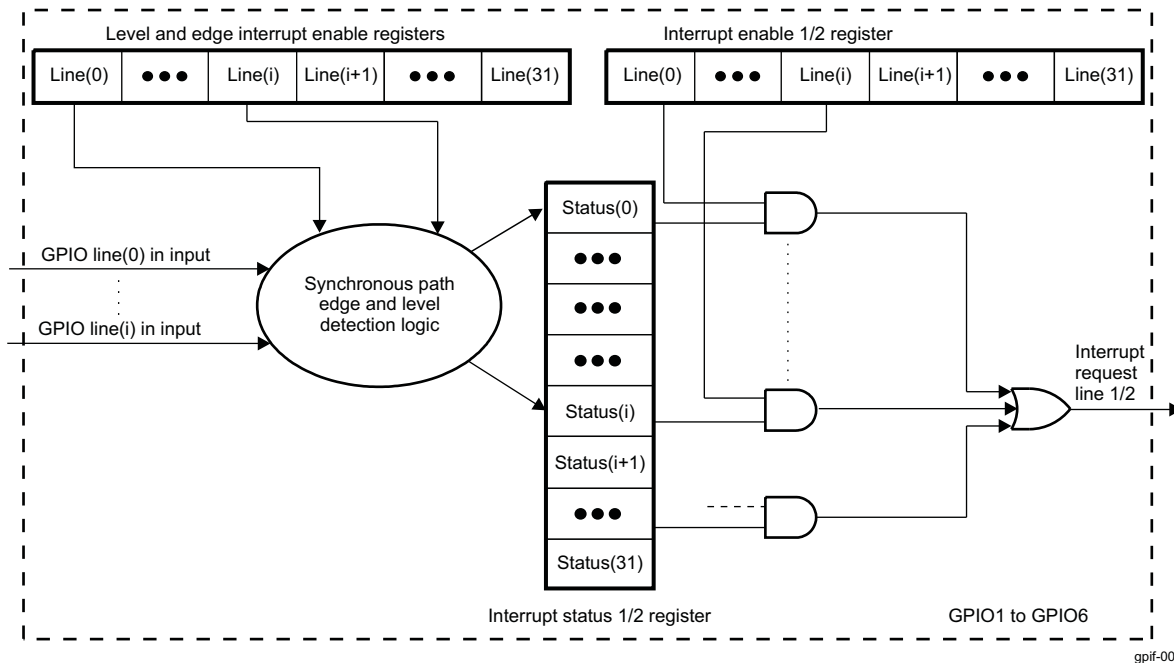 Level and edge interrupt enable registers
Interrupt enable 1/2 register
Line(0) ●●● Line(i) Line(i+1) ●●● Line(31)
Line(0) ●●● Line(i) Line(i+1) ●●● Line(31)
Status(0)
●●●
●●●
●●●
Status(i)
Status(i+1)
●●●
Status(31)
GPIO line(0) in input
GPIO line(i) in input
Synchronous path
edge and level
detection logic
Interrupt
request
line 1/2
Interrupt status 1/2 register
GPIO1 to GPIO6
gpif-00